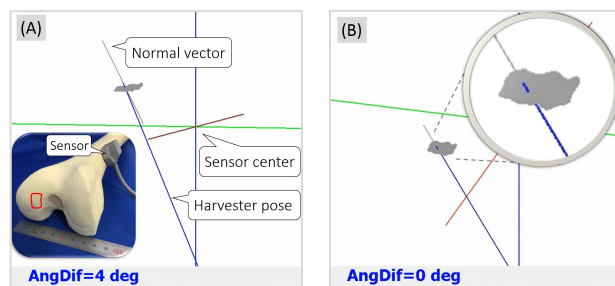 (A)
Normal vector
Sensor
Sensor center
Harvester pose
AngDif=4 deg
(B)
AngDif=0 deg